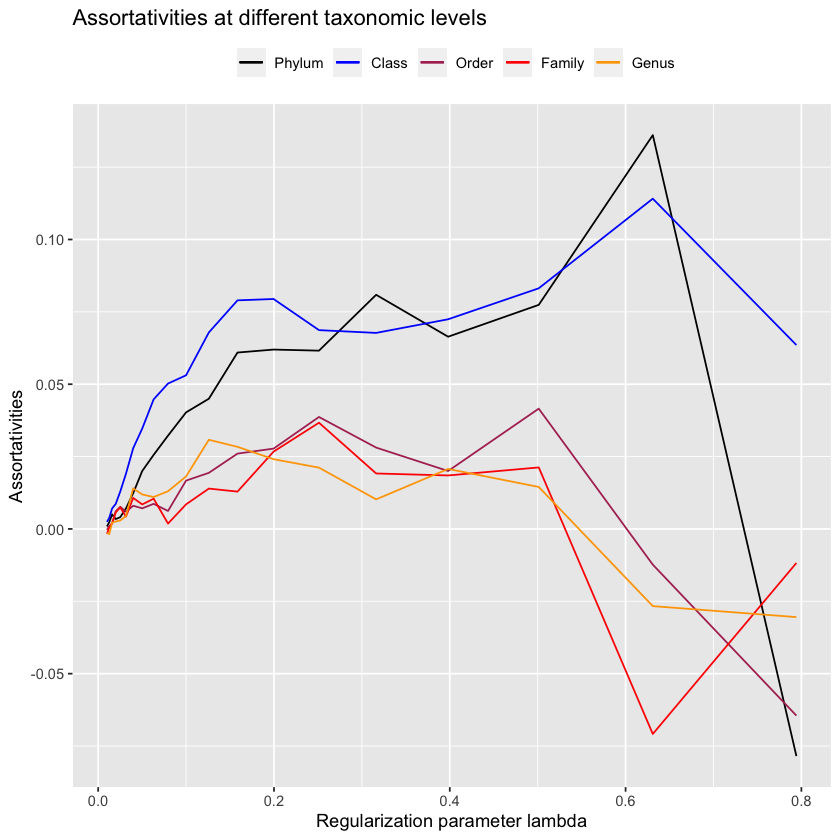 Assortativities at different taxonomic levels
Phylum Class Order Family Genus
Assortativities
0.10
0.05
0.00
-0.05
0.0 0.2 0.4 0.6 0.8
Regularization parameter lambda